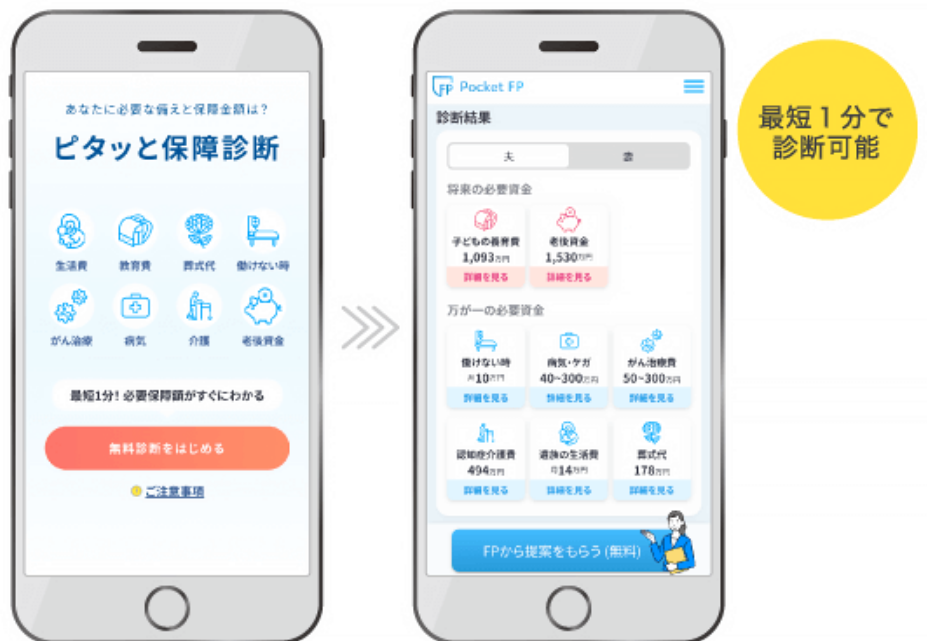 あなたに必要な備えと保障金額は?
ピタッと保障診断
生活費 教育費 葬式代 働けない時
がん治療 病気 介護 老後資金
最短1分! 必要保障額がすぐにわかる
無料診断をはじめる
ご注意事項
FP Pocket FP
診断結果
夫 妻
将来の必要資金
子どもの養育費 老後資金
1,093万円 1,530万円
詳細を見る 詳細を見る
万が一の必要資金
働けない時 病気・ケガ がん治療費
月10万円 40~300万円 50~300万円
詳細を見る 詳細を見る 詳細を見る
認知症介護費 遺族の生活費 葬式代
494万円 月14万円 178万円
詳細を見る 詳細を見る 詳細を見る
FPから提案をもらう(無料)
最短1分で
診断可能